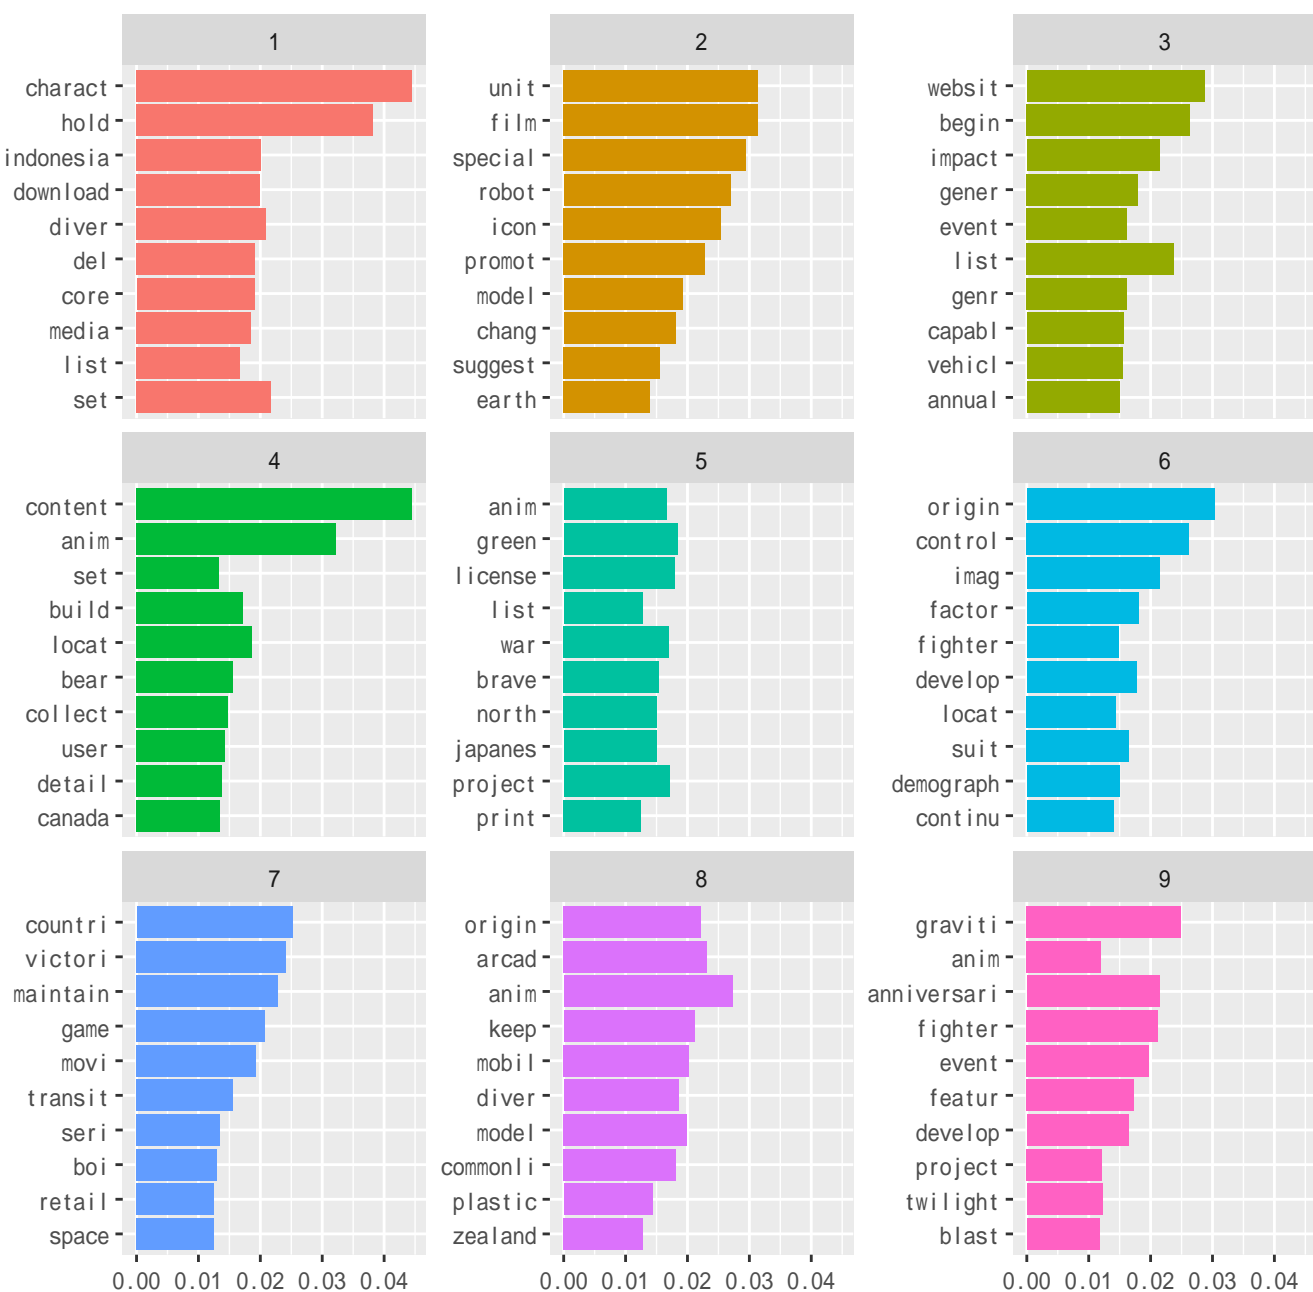 1
charact
hold
indonesia
download
diver
del
core
media
list
set
2
unit
film
special
robot
icon
promot
model
chang
suggest
earth
3
websit
begin
impact
gener
event
list
genr
capabl
vehicl
annual
4
content
anim
set
build
locat
bear
collect
user
detail
canada
5
anim
green
license
list
war
brave
north
japanes
project
print
6
origin
control
imag
factor
fighter
develop
locat
suit
demograph
continu
7
countri
victori
maintain
game
movi
transit
seri
boi
retail
space
0.00 0.01 0.02 0.03 0.04
8
origin
arcad
anim
keep
mobil
diver
model
commonli
plastic
zealand
0.00 0.01 0.02 0.03 0.04
9
graviti
anim
anniversari
fighter
event
featur
develop
project
twilight
blast
0.00 0.01 0.02 0.03 0.04